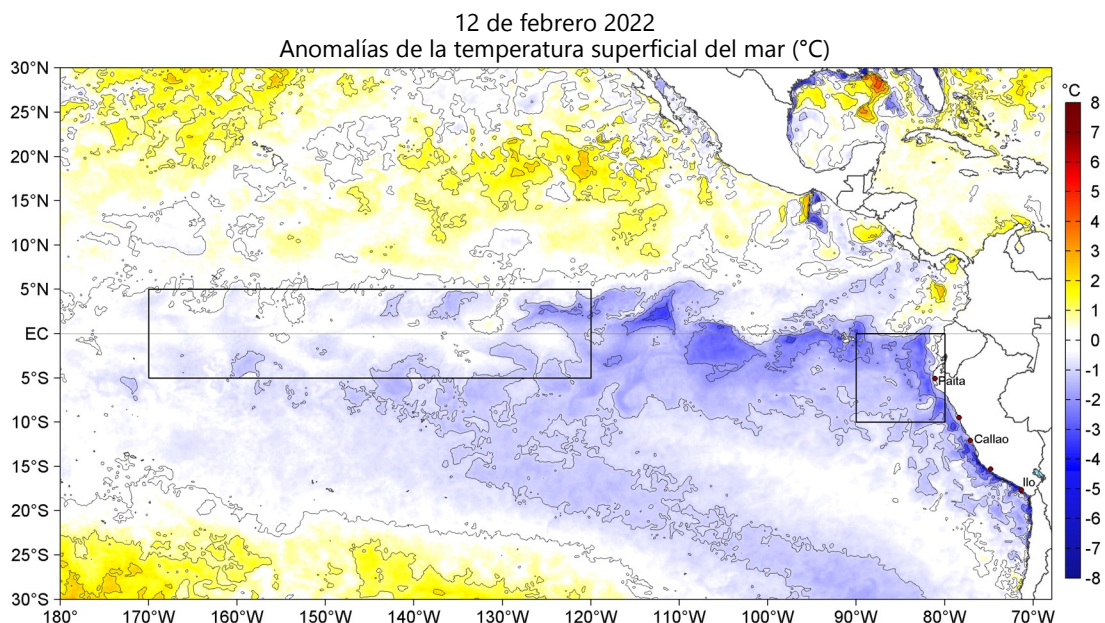 12 de febrero 2022
Anomalías de la temperatura superficial del mar (°C)
30°N
25°N
20°N
15°N
10°N
5°N
EC
5°S
10°S
15°S
20°S
25°S
30°S
180°W
170°W
160°W
150°W
140°W
130°W
120°W
110°W
100°W
90°W
80°W
70°W
Paita
Callao
Ilo
°C
8
7
6
5
4
3
2
1
0
-1
-2
-3
-4
-5
-6
-7
-8